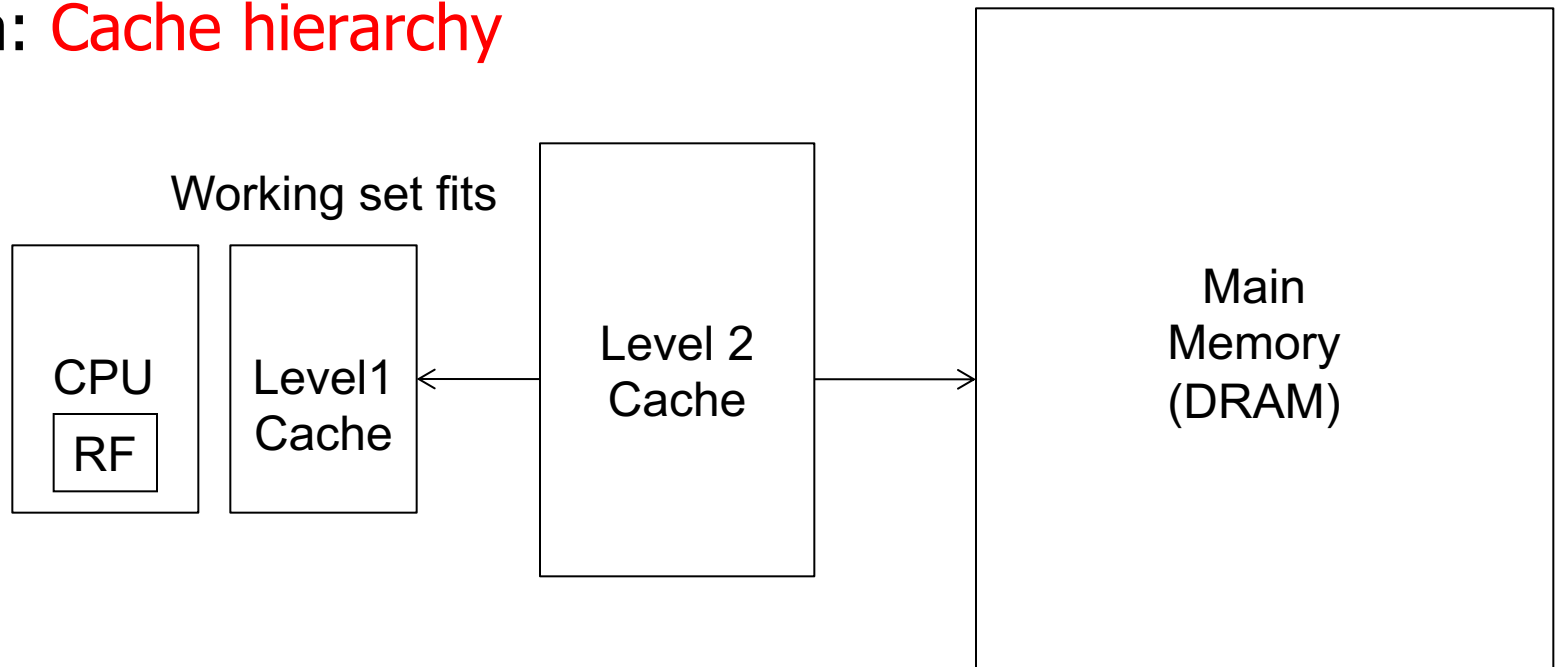 : Cache hierarchy
Working set fits
CPU
RF
Level1
Cache
Level 2
Cache
Main
Memory
(DRAM)